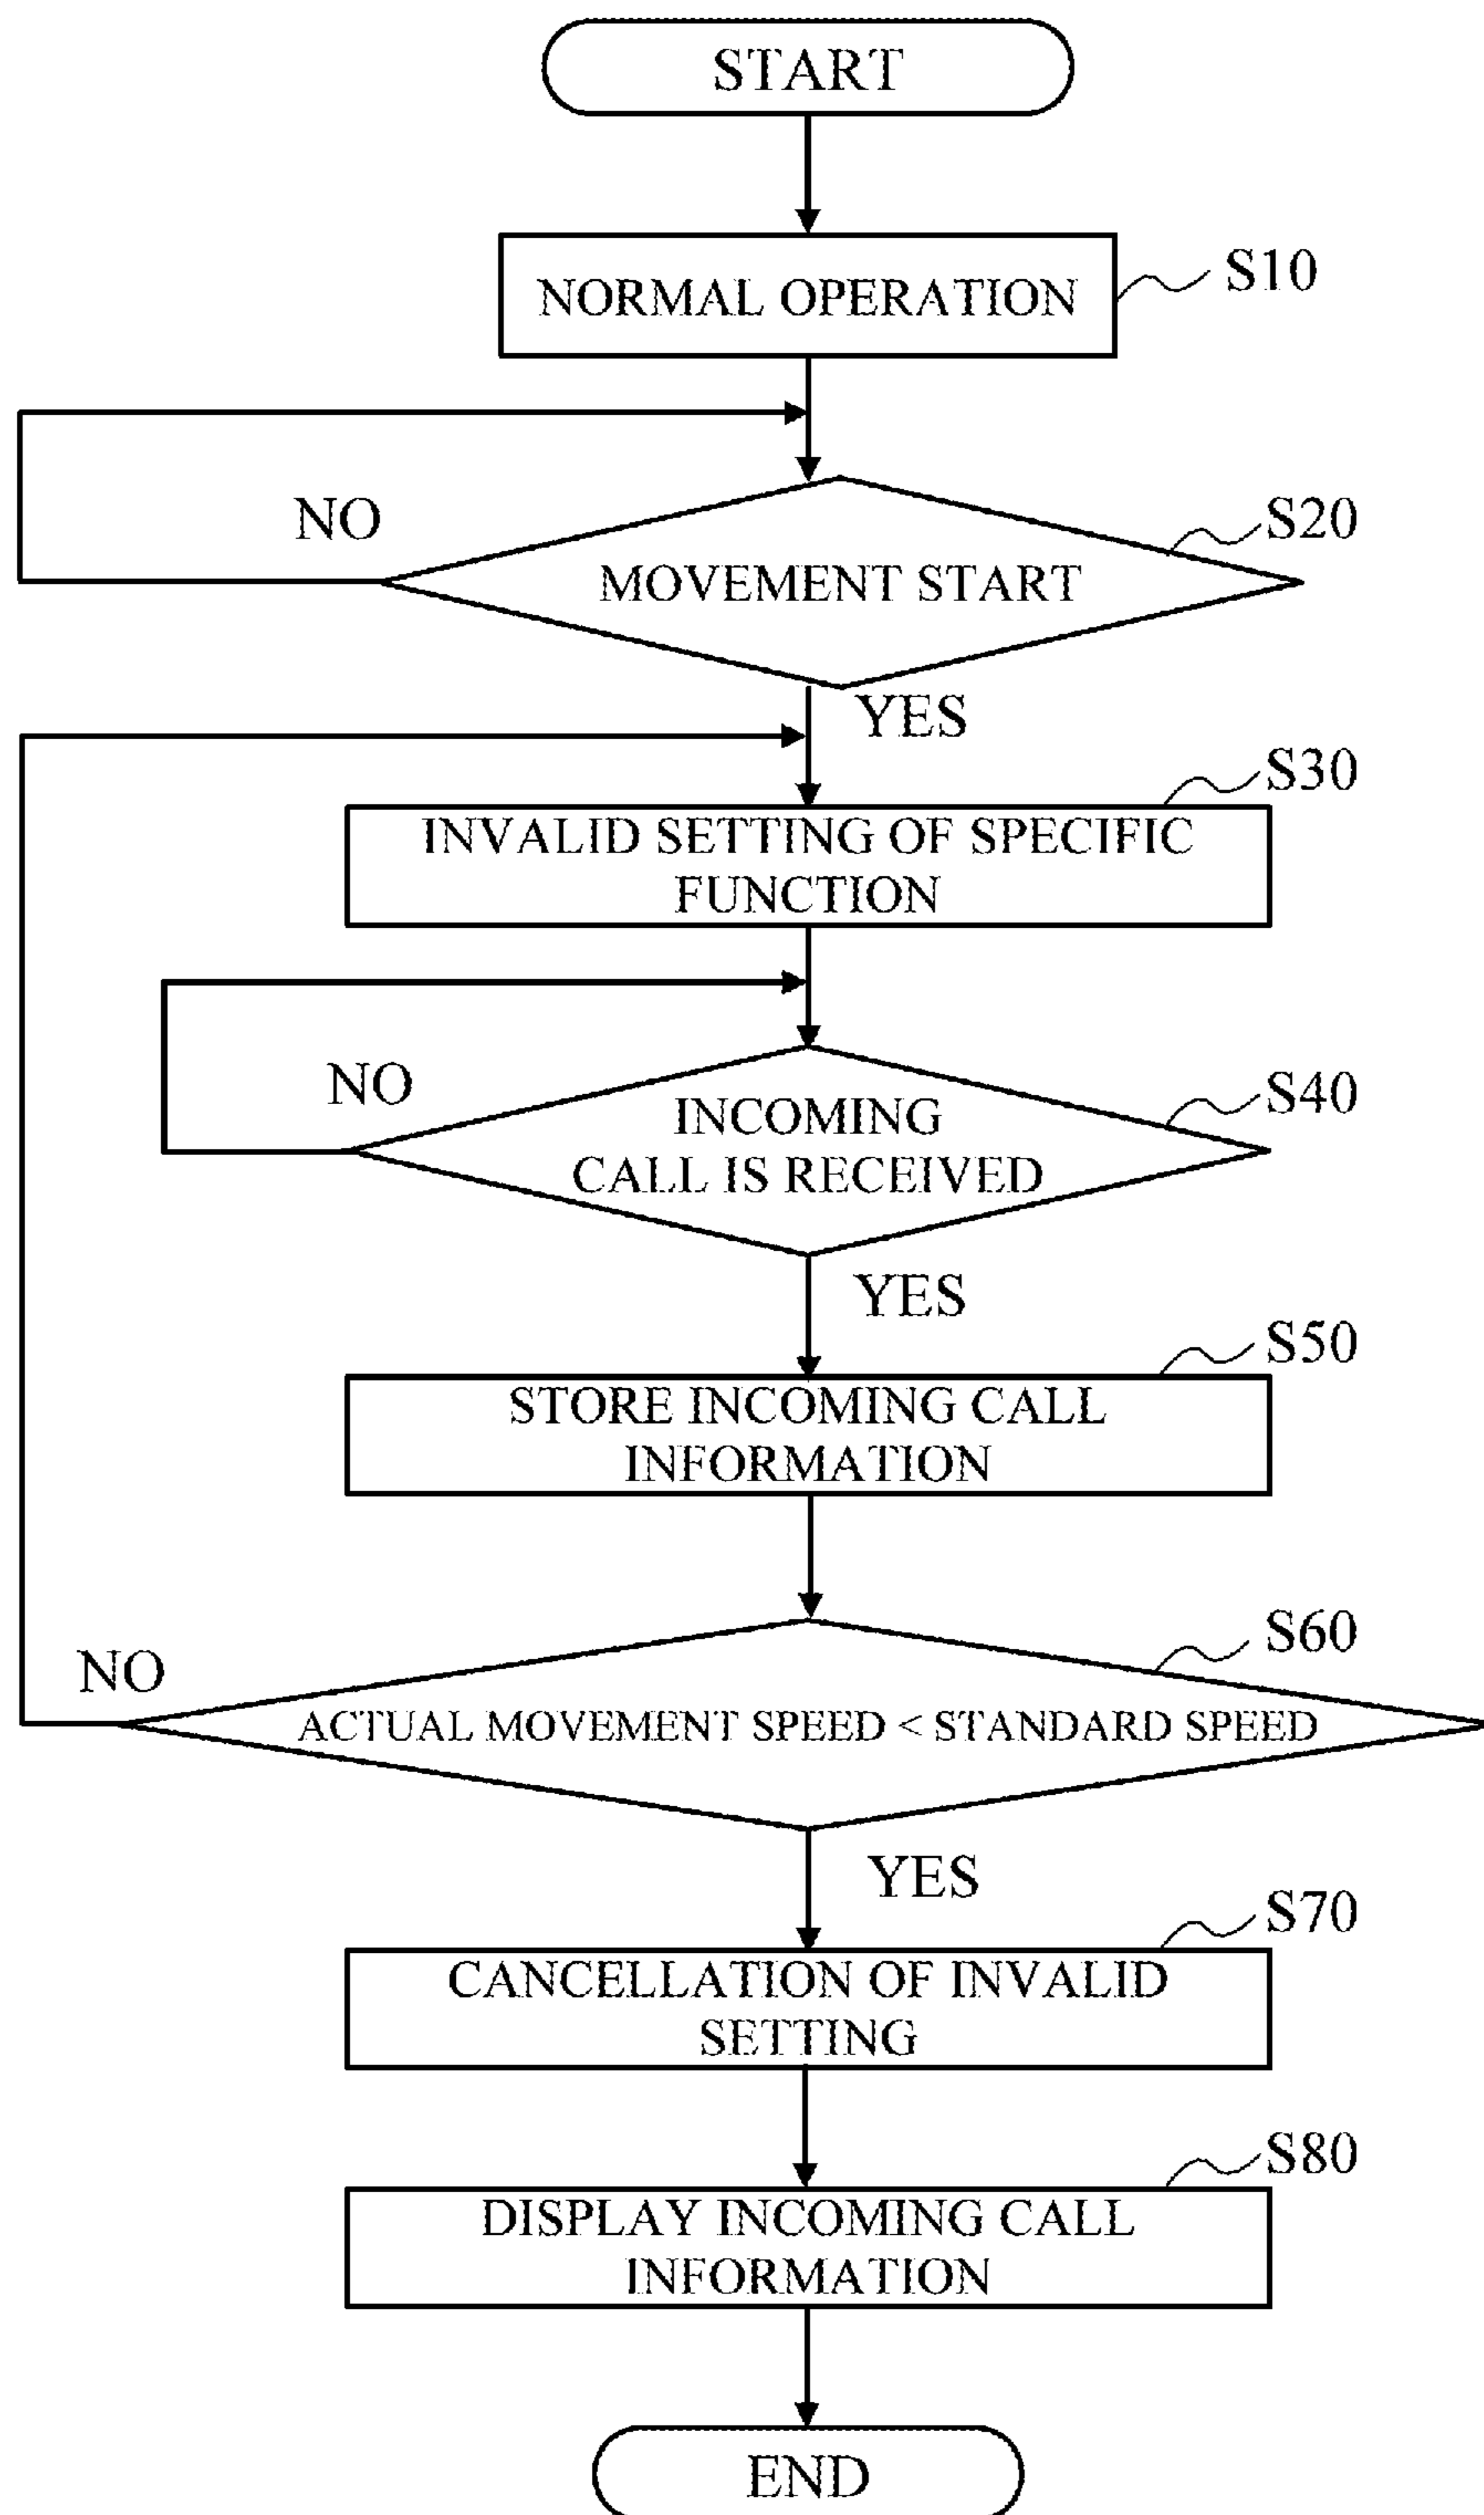 START
NORMAL OPERATION
S10
NO
S20
MOVEMENT START
YES
S30
INVALID SETTING OF SPECIFIC
FUNCTION
NO
S40
INCOMING
CALL IS RECEIVED
YES
S50
STORE INCOMING CALL
INFORMATION
S60
NO
ACTUAL MOVEMENT SPEED < STANDARD SPEED
YES
S70
CANCELLATION OF INVALID
SETTING
S80
DISPLAY INCOMING CALL
INFORMATION
END